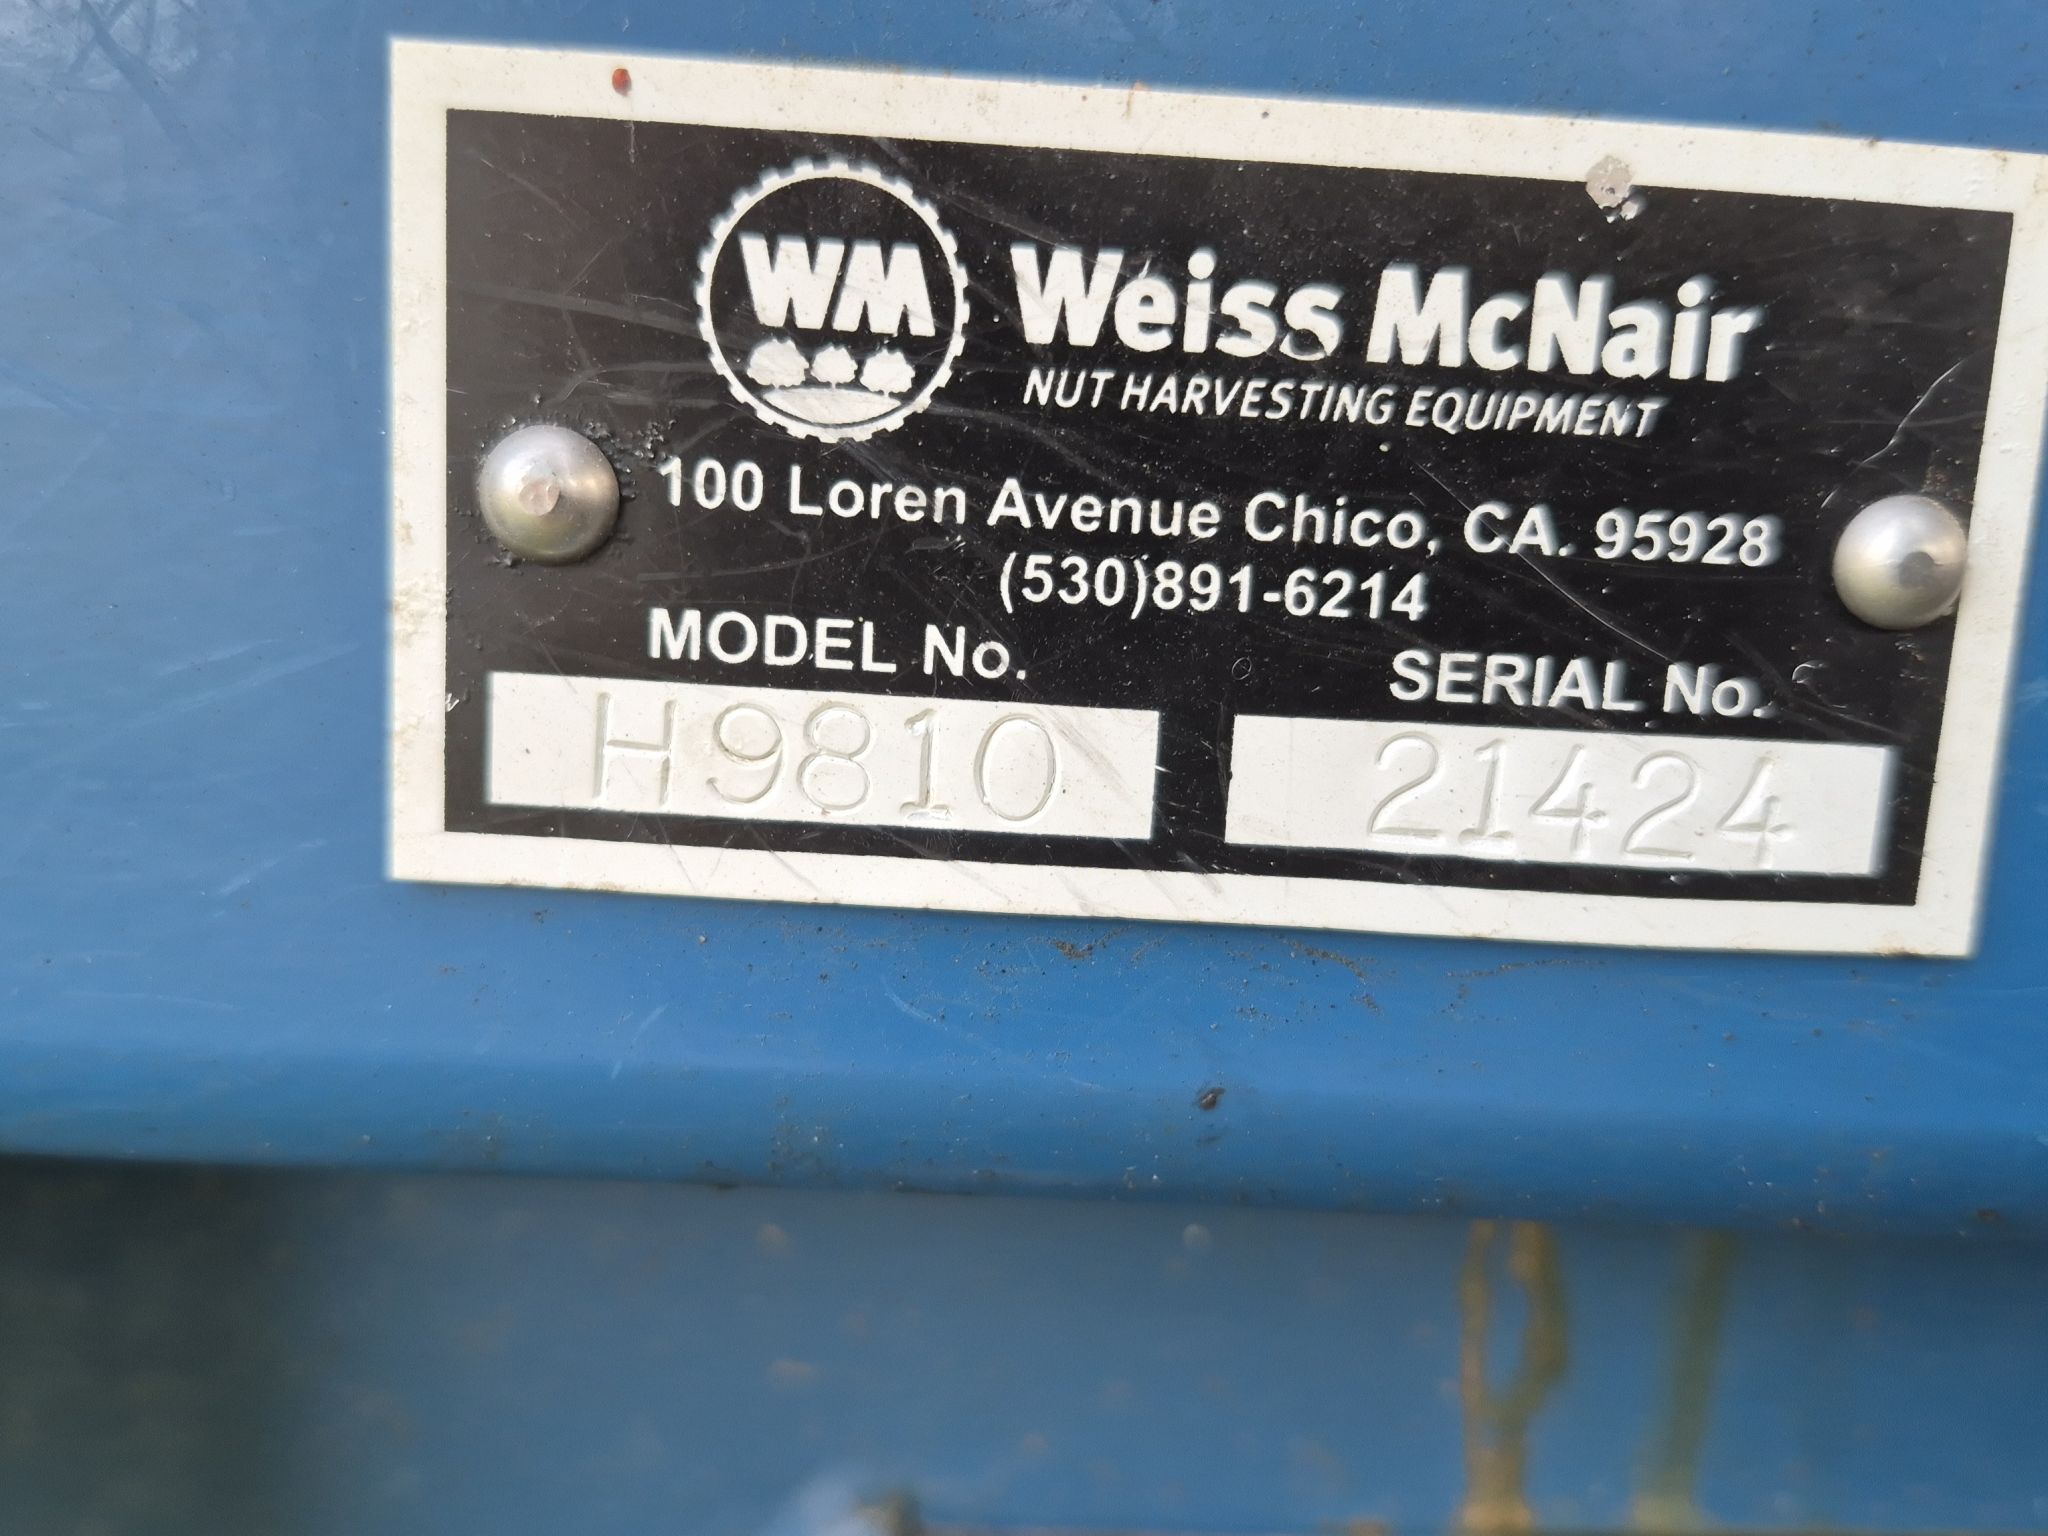 WM
Weiss McNair
NUT HARVESTING EQUIPMENT
100 Loren Avenue Chico, CA. 95928
(530)891-6214
MODEL No.
H9810
SERIAL No.
21424